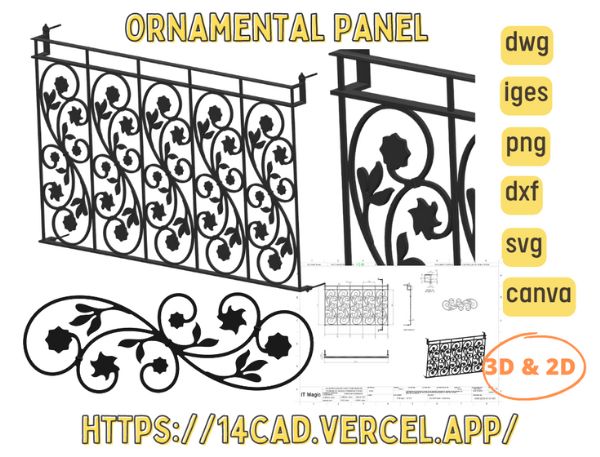 ORNAMENTAL PANEL
dwg
iges
png
dxf
svg
canva
3D & 2D
IT Magic
HTTPS://14CAD.VERCEL.APP/